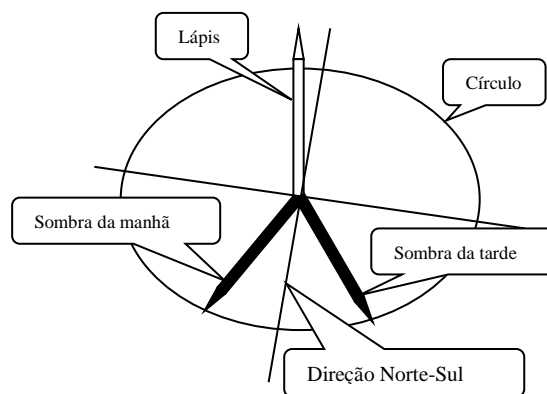 Lápis
Círculo
Sombra da manhã
Sombra da tarde
Direção Norte-Sul